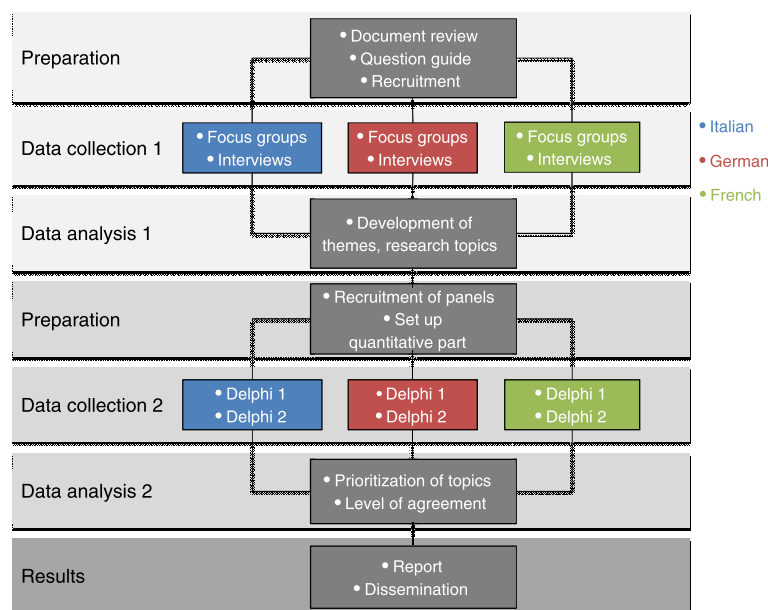 Preparation
• Document review
• Question guide
• Recruitment
Data collection 1
• Focus groups
• Interviews
• Focus groups
• Interviews
• Focus groups
• Interviews
• Italian
• German
• French
Data analysis 1
• Development of
themes, research topics
Preparation
• Recruitment of panels
• Set up
quantitative part
Data collection 2
• Delphi 1
• Delphi 2
• Delphi 1
• Delphi 2
• Delphi 1
• Delphi 2
Data analysis 2
• Prioritization of topics
• Level of agreement
Results
• Report
• Dissemination